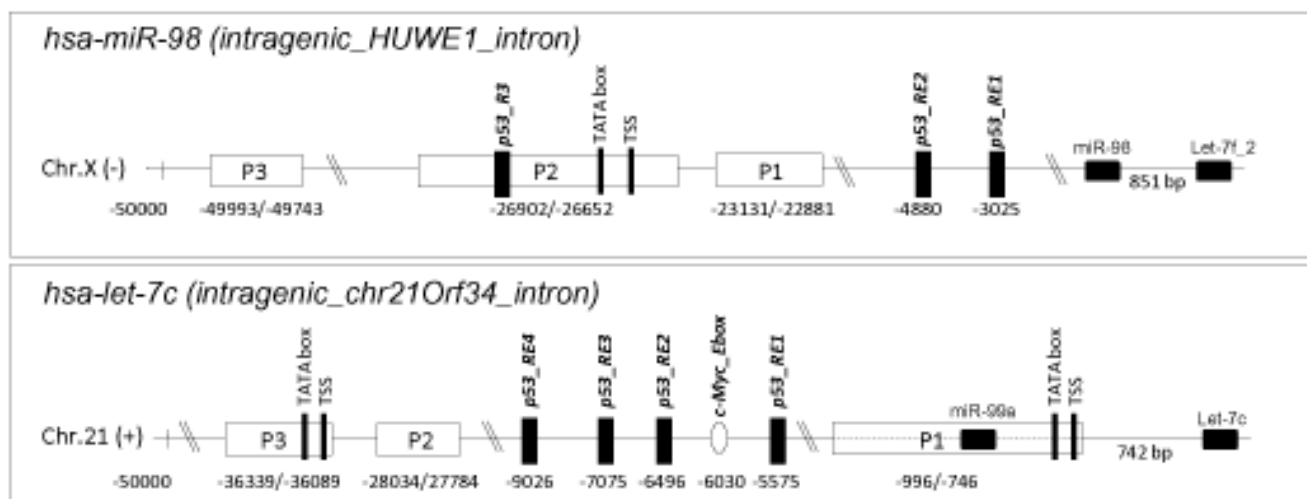 hsa-miR-98 (intragenic_HUWE1_intron)
p53_R3
TATA box
TSS
p53_RE2
p53_RE1
Chr.X (-)
P3
P2
P1
miR-98
Let-7f_2
851 bp
-50000
-49993/-49743
-26902/-26652
-23131/-22881
-4880
-3025
hsa-let-7c (intragenic_chr21Orf34_intron)
TATA box
TSS
p53_RE4
p53_RE3
p53_RE2
c-Myc_Ebox
p53_RE1
TATA box
TSS
Chr.21 (+)
P3
P2
P1
miR-99a
Let-7c
742 bp
-50000
-36339/-36089
-28034/27784
-9026
-7075
-6496
-6030
-5575
-996/-746